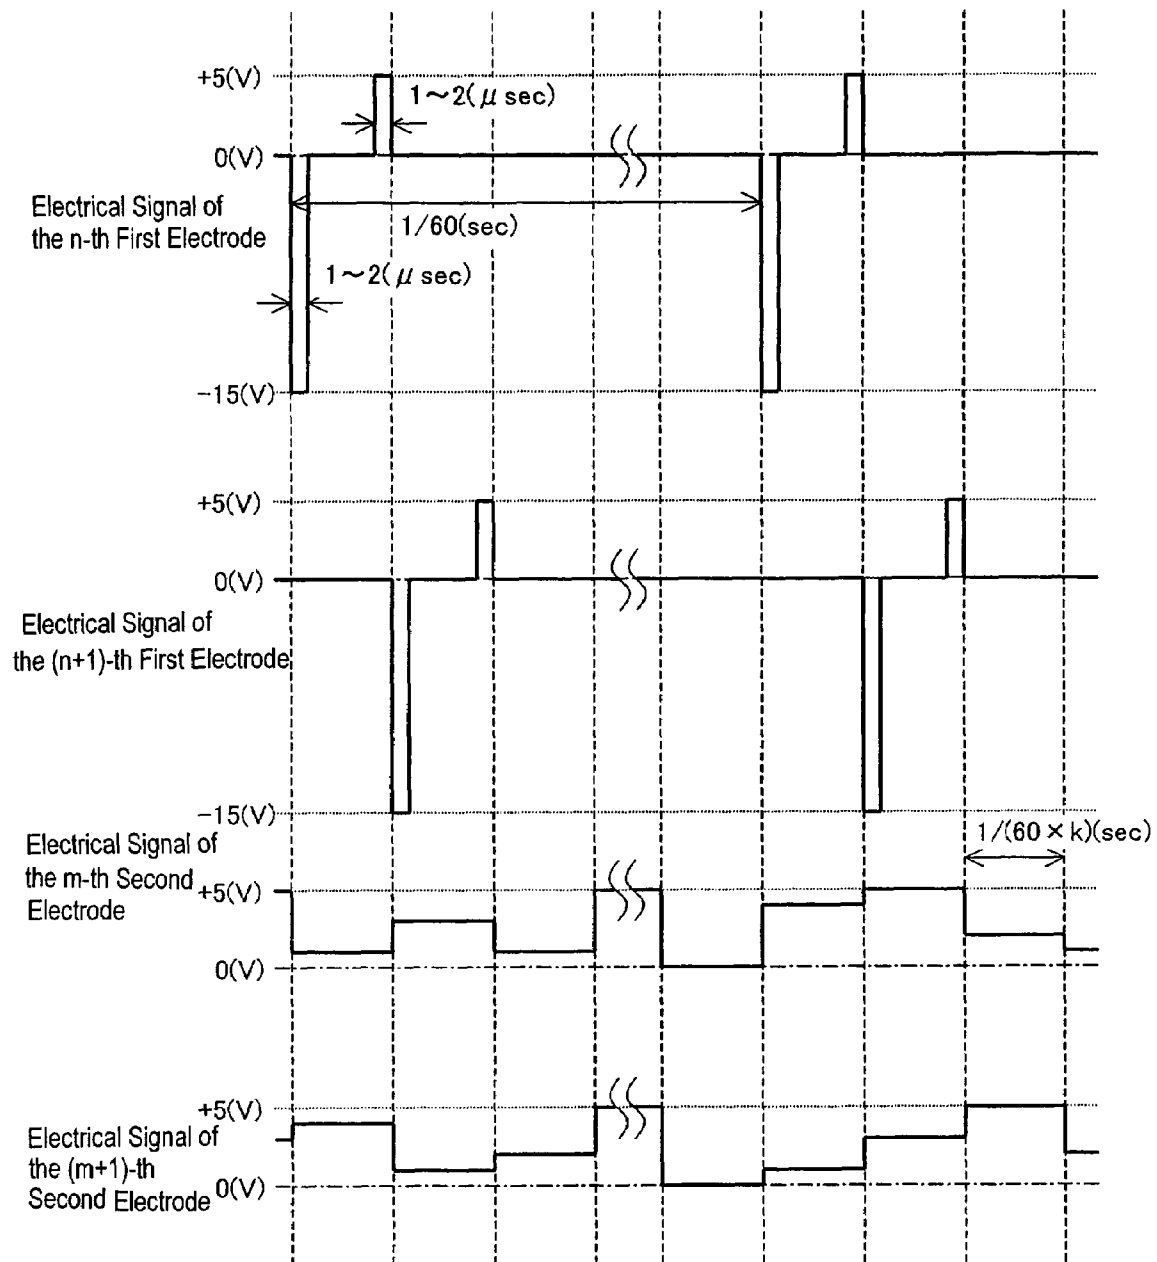 +5(V)
1~2(μ sec)
0(V)
Electrical Signal of
the n-th First Electrode
1/60(sec)
1~2(μ sec)
−15(V)
+5(V)
0(V)
Electrical Signal of
the (n+1)-th First Electrode
−15(V)
Electrical Signal of
the m-th Second
Electrode
1/(60×k)(sec)
+5(V)
0(V)
+5(V)
Electrical Signal of
the (m+1)-th
Second Electrode
0(V)